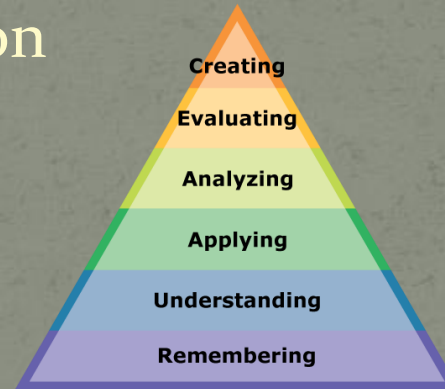 on
Creating
Evaluating
Analyzing
Applying
Understanding
Remembering